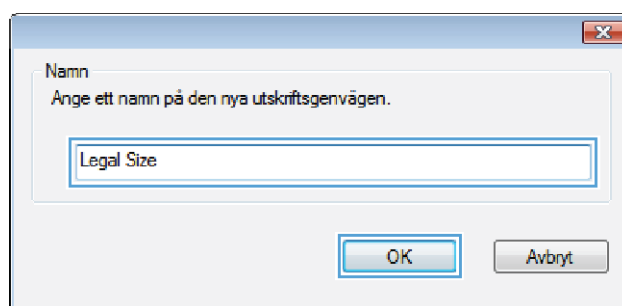 Namn
Ange ett namn på den nya utskriftsgenvägen.
Legal Size
OK Avbryt